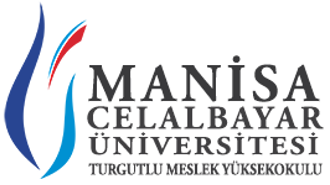 MANİSA
CELALBAYAR
ÜNİVERSİTESİ
TURGUTLU MESLEK YÜKSEKOKULU